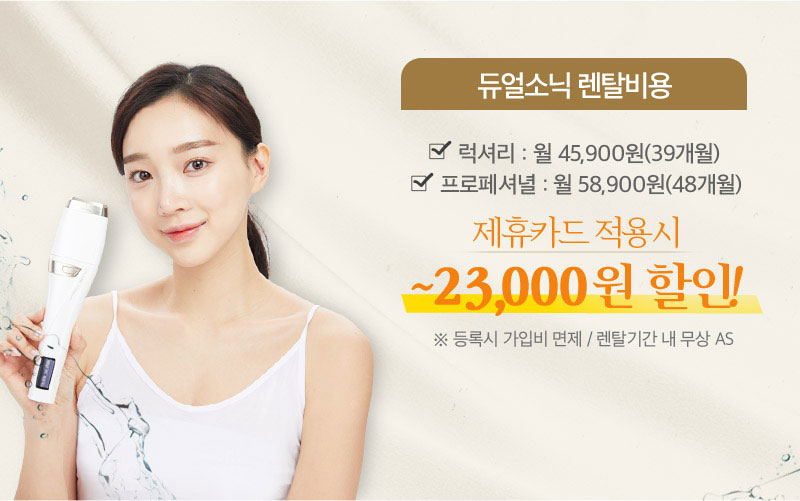 듀얼소닉 렌탈비용
럭셔리 : 월 45,900원(39개월)
프로페셔널 : 월 58,900원(48개월)
제휴카드 적용시
~23,000원 할인!
※ 등록시 가입비 면제 / 렌탈기간 내 무상 AS